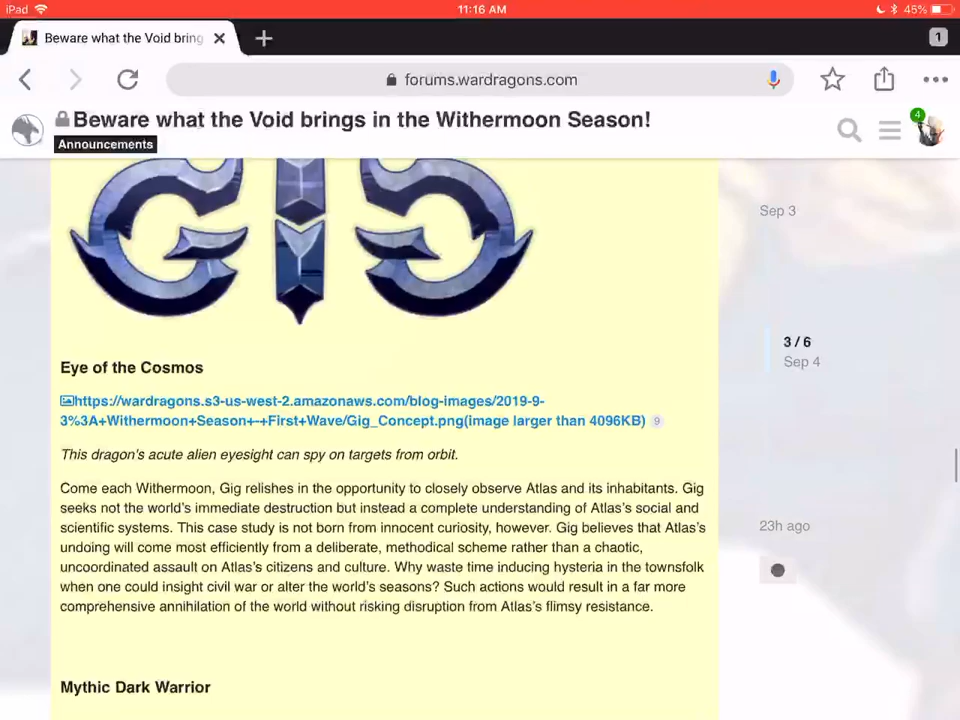 iPad 11:16 AM 45%
Beware what the Void bring 1
forums.wardragons.com
Beware what the Void brings in the Withermoon Season! 4
Announcements
GIG
Sep 3
3 / 6
Sep 4
Eye of the Cosmos
https://wardragons.s3-us-west-2.amazonaws.com/blog-images/2019-9-
3%3A+Withermoon+Season+-+First+Wave/Gig_Concept.png(image larger than 4096KB) 9
This dragon's acute alien eyesight can spy on targets from orbit.
Come each Withermoon, Gig relishes in the opportunity to closely observe Atlas and its inhabitants. Gig
seeks not the world's immediate destruction but instead a complete understanding of Atlas's social and
scientific systems. This case study is not born from innocent curiosity, however. Gig believes that Atlas's
undoing will come most efficiently from a deliberate, methodical scheme rather than a chaotic,
uncoordinated assault on Atlas's citizens and culture. Why waste time inducing hysteria in the townsfolk
when one could insight civil war or alter the world's seasons? Such actions would result in a far more
comprehensive annihilation of the world without risking disruption from Atlas's flimsy resistance.
23h ago
Mythic Dark Warrior